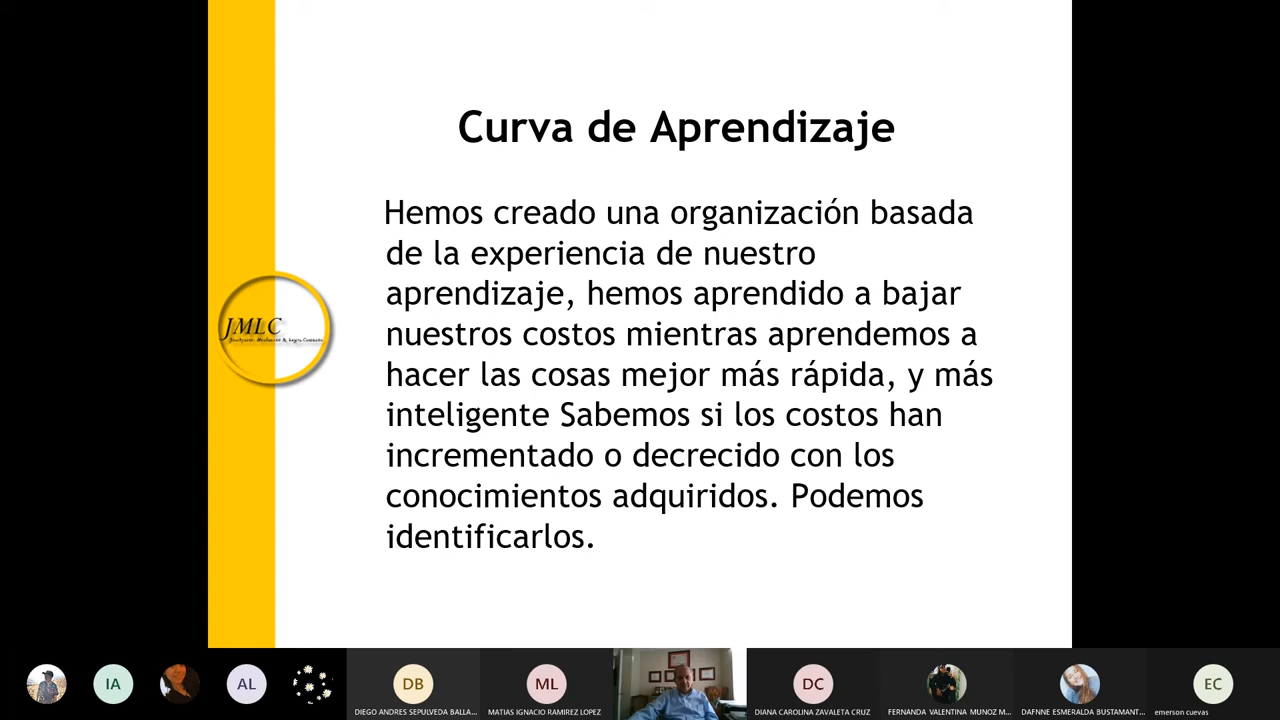 Curva de Aprendizaje
Hemos creado una organización basada
de la experiencia de nuestro
aprendizaje, hemos aprendido a bajar
nuestros costos mientras aprendemos a
hacer las cosas mejor más rápida, y más
inteligente Sabemos si los costos han
incrementado o decrecido con los
conocimientos adquiridos. Podemos
identificarlos.
JMLC
IA
AL
DB
ML
DC
EC
DIEGO ANDRES SEPULVEDA BALLA...
MATIAS IGNACIO RAMIREZ LOPEZ
DIANA CAROLINA ZAVALETA CRUZ
FERNANDA VALENTINA MUNOZ M...
DAFNNE ESMERALDA BUSTAMANT...
emerson cuevas